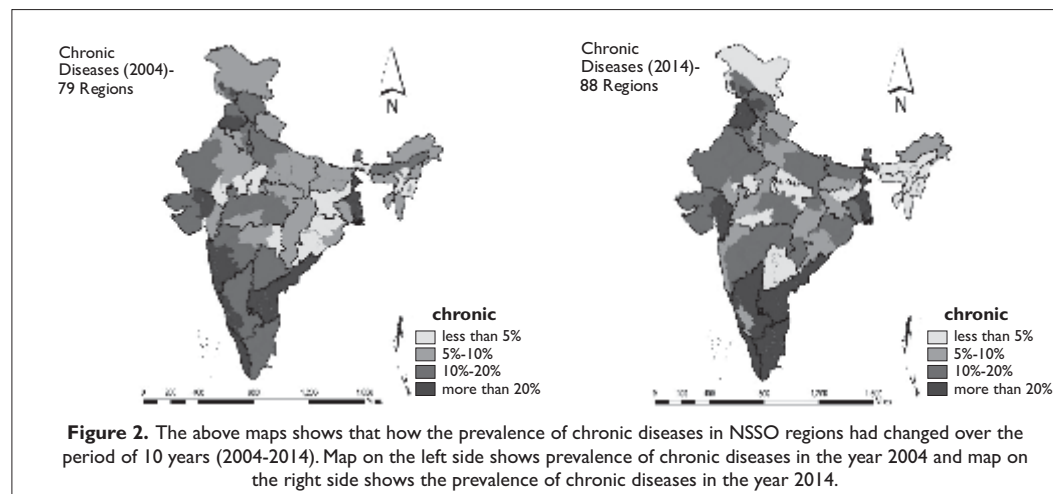 Chronic
Diseases (2004)-
79 Regions
N
chronic
less than 5%
5%-10%
10%-20%
more than 20%
Chronic
Diseases (2014)-
88 Regions
N
chronic
less than 5%
5%-10%
10%-20%
more than 20%
Figure 2. The above maps shows that how the prevalence of chronic diseases in NSSO regions had changed over the
period of 10 years (2004-2014). Map on the left side shows prevalence of chronic diseases in the year 2004 and map on
the right side shows the prevalence of chronic diseases in the year 2014.